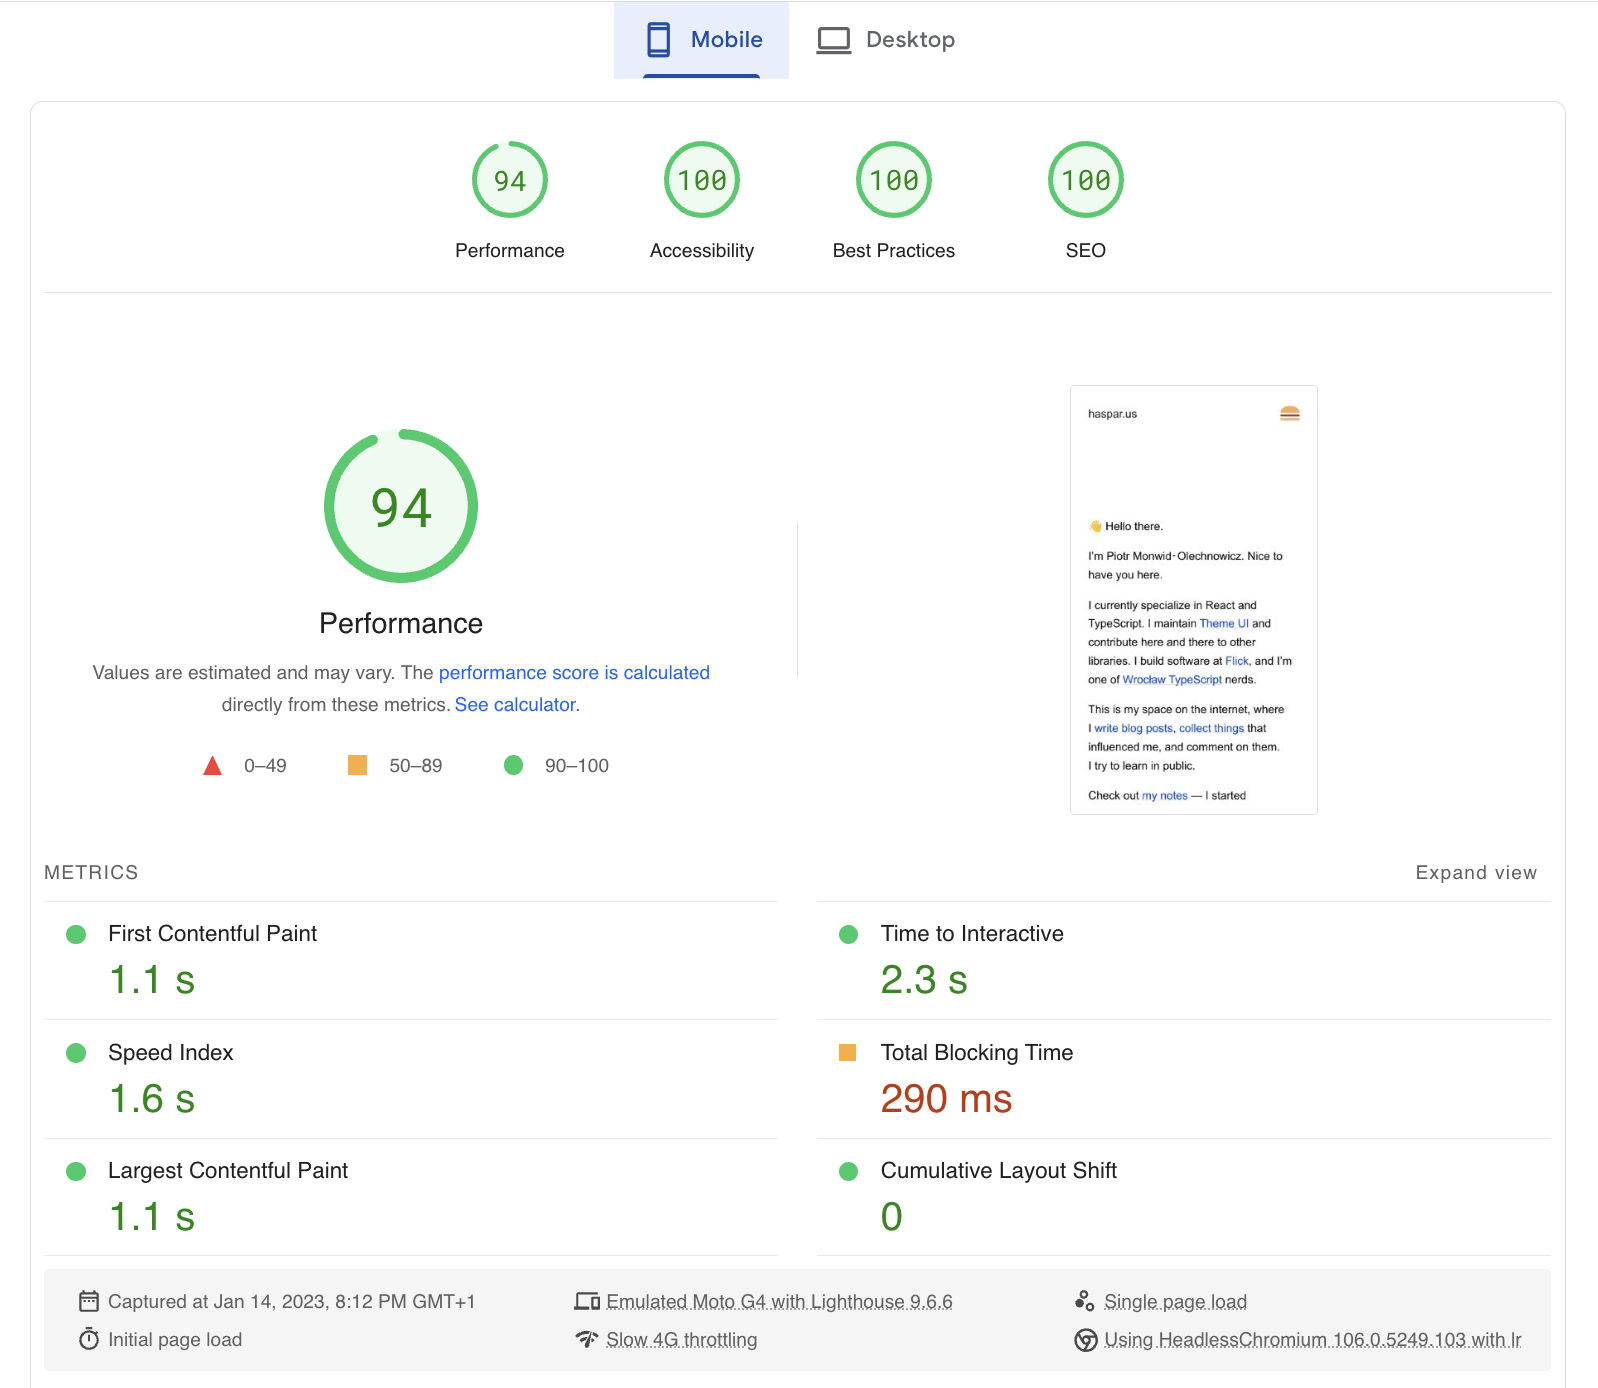 Mobile
Desktop
94
100
100
100
Performance
Accessibility
Best Practices
SEO
94
Performance
Values are estimated and may vary. The performance score is calculated
directly from these metrics. See calculator.
0–49
50–89
90–100
haspar.us
👋 Hello there.
I'm Piotr Monwid-Olechnowicz. Nice to
have you here.
I currently specialize in React and
TypeScript. I maintain Theme UI and
contribute here and there to other
libraries. I build software at Flick, and I'm
one of Wrocław TypeScript nerds.
This is my space on the internet, where
I write blog posts, collect things that
influenced me, and comment on them.
I try to learn in public.
Check out my notes — I started
METRICS
Expand view
First Contentful Paint
1.1 s
Time to Interactive
2.3 s
Speed Index
1.6 s
Total Blocking Time
290 ms
Largest Contentful Paint
1.1 s
Cumulative Layout Shift
0
Captured at Jan 14, 2023, 8:12 PM GMT+1
Emulated Moto G4 with Lighthouse 9.6.6
Single page load
Initial page load
Slow 4G throttling
Using HeadlessChromium 106.0.5249.103 with lr